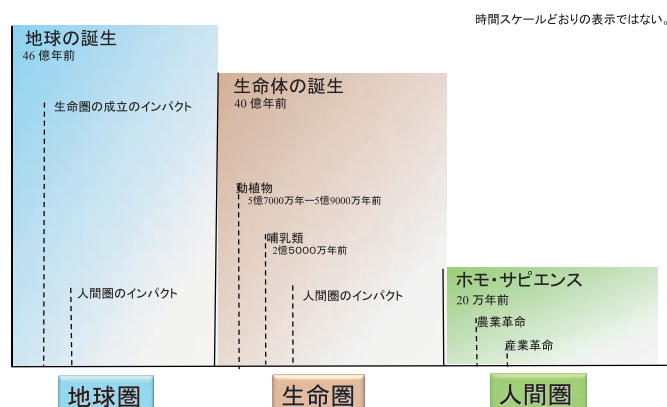 時間スケールどおりの表示ではない。
地球の誕生
46 億年前
生命圏の成立のインパクト
人間圏のインパクト
生命体の誕生
40 億年前
動植物
5億7000万年ー5億9000万年前
哺乳類
2億5000万年前
人間圏のインパクト
ホモ・サピエンス
20 万年前
農業革命
産業革命
地球圏
生命圏
人間圏